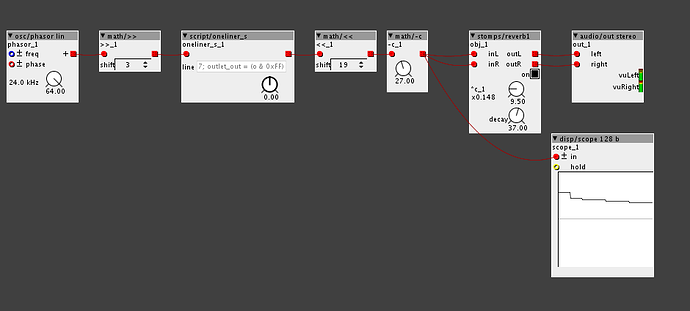 osc/phasor lin
phasor_1
freq
phase
24.0 kHz
64.00
math/>>
>>_1
shift 3
script/oneliner_s
oneliner_s_1
line 7; outlet_out = (o & 0xFF)
0.00
math/<<
<<_1
shift 19
math/-c
-c_1
27.00
stomps/reverb1
obj_1
inL outL
inR outR
on
*c_1
x0.148
9.50
decay
37.00
audio/out stereo
out_1
left
right
vuLeft
vuRight
disp/scope 128 b
scope_1
± in
hold